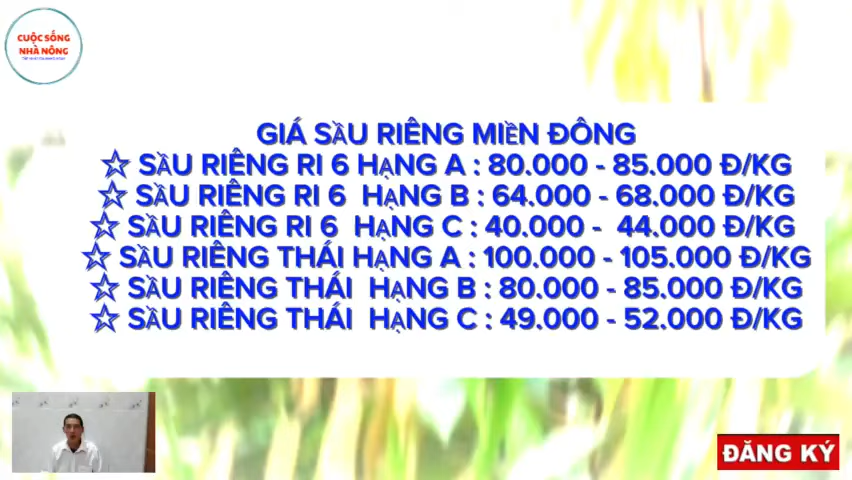 CUỘC SỐNG
NHÀ NÔNG
GIÁ SẦU RIÊNG MIỀN ĐÔNG
☆ SẦU RIÊNG RI 6 HẠNG A : 80.000 - 85.000 Đ/KG
☆ SẦU RIÊNG RI 6 HẠNG B : 64.000 - 68.000 Đ/KG
☆ SẦU RIÊNG RI 6 HẠNG C : 40.000 - 44.000 Đ/KG
☆ SẦU RIÊNG THÁI HẠNG A : 100.000 - 105.000 Đ/KG
☆ SẦU RIÊNG THÁI HẠNG B : 80.000 - 85.000 Đ/KG
☆ SẦU RIÊNG THÁI HẠNG C : 49.000 - 52.000 Đ/KG
ĐĂNG KÝ